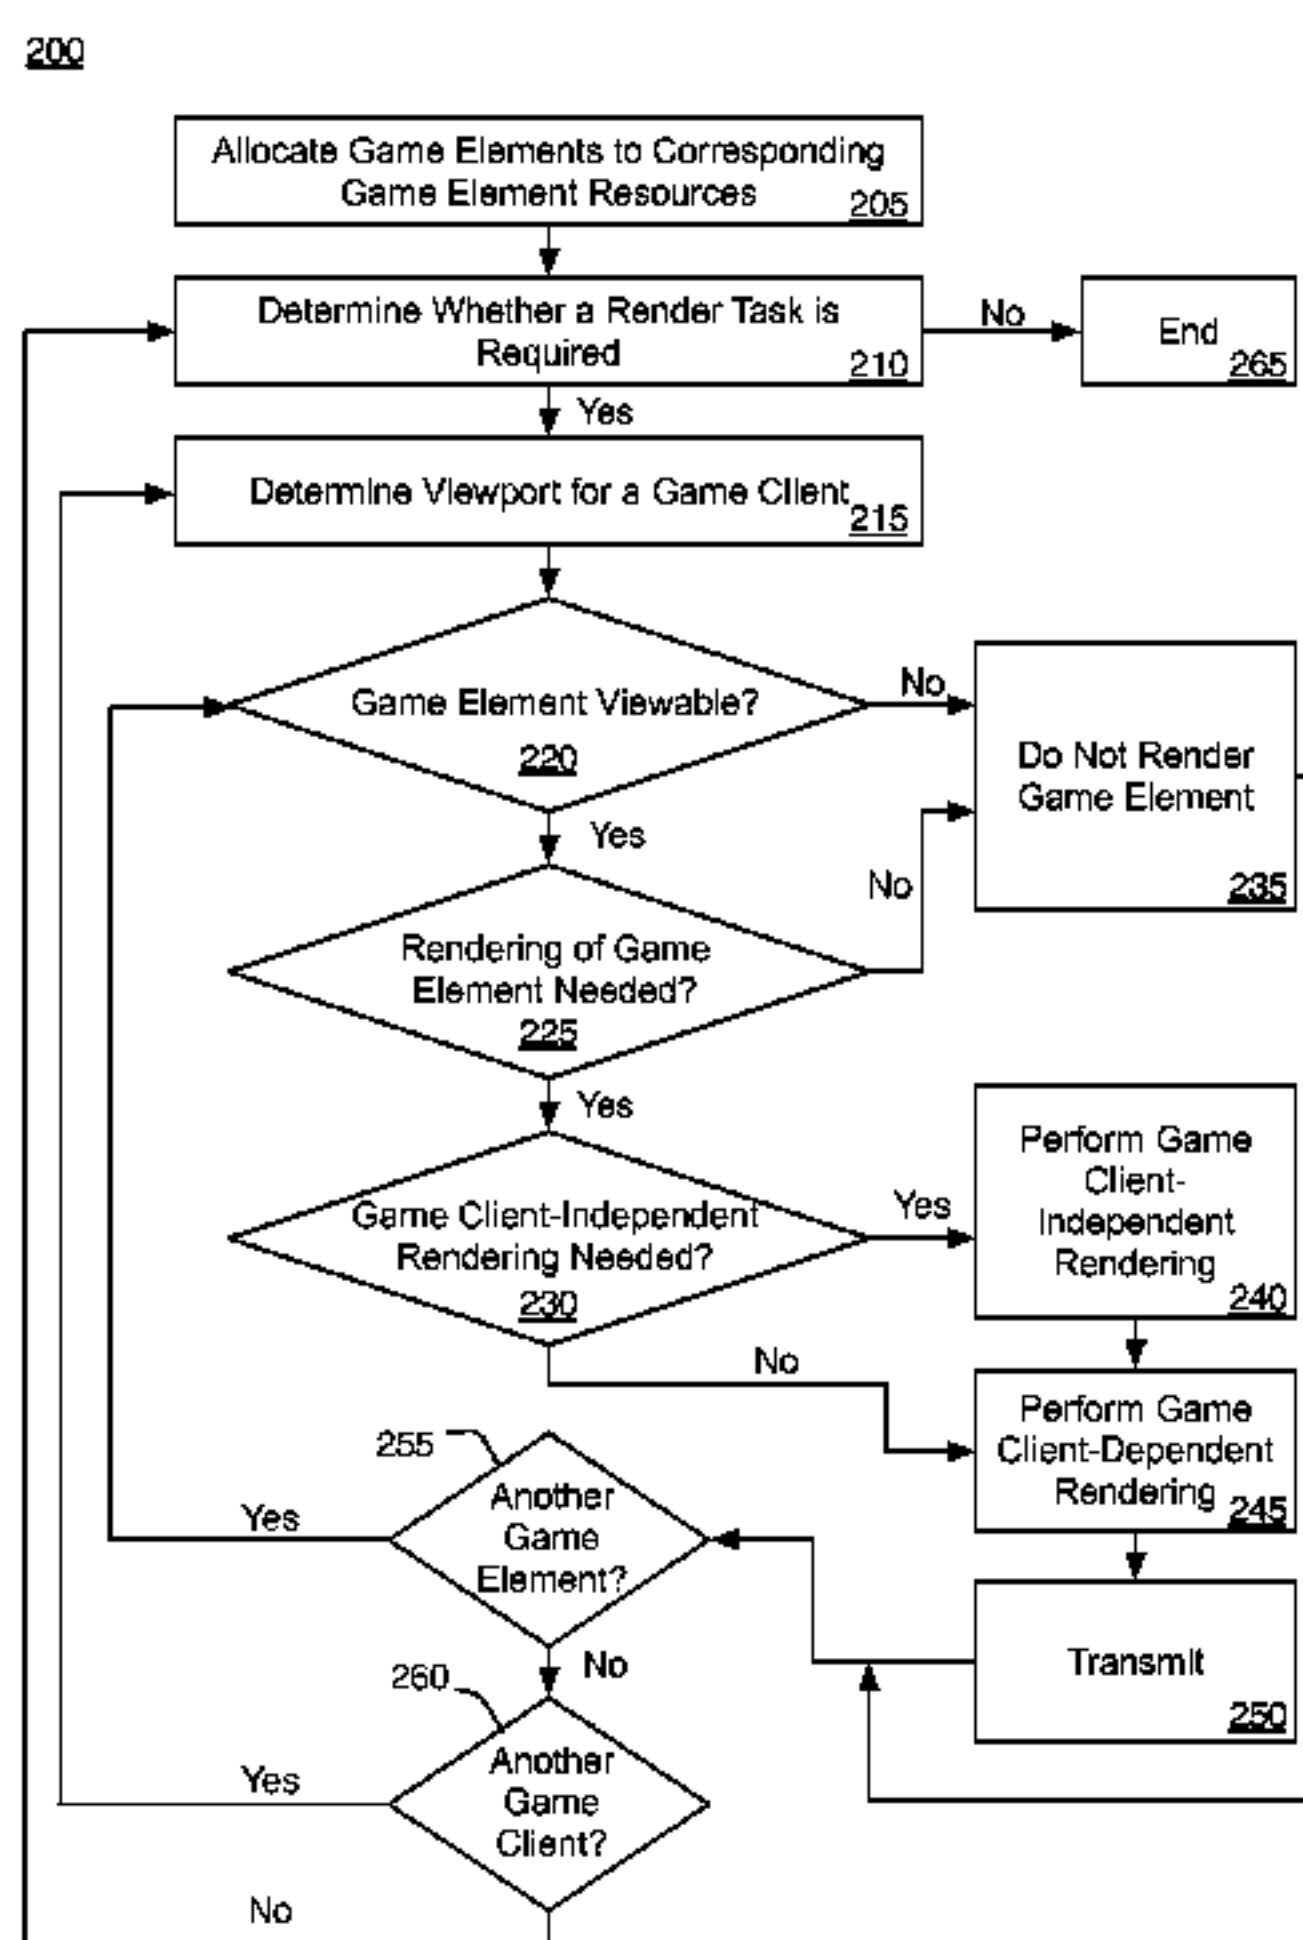 200
Allocate Game Elements to Corresponding
Game Element Resources
205
Determine Whether a Render Task is
Required
210
No
End
265
Yes
Determine Viewport for a Game Client
215
Game Element Viewable?
220
No
Do Not Render
Game Element
235
Yes
No
Rendering of Game
Element Needed?
225
Yes
Game Client-Independent
Rendering Needed?
230
Yes
Perform Game
Client-
Independent
Rendering
240
No
Perform Game
Client-Dependent
Rendering
245
255
Another
Game
Element?
Yes
No
Transmit
250
260
Another
Game
Client?
Yes
No